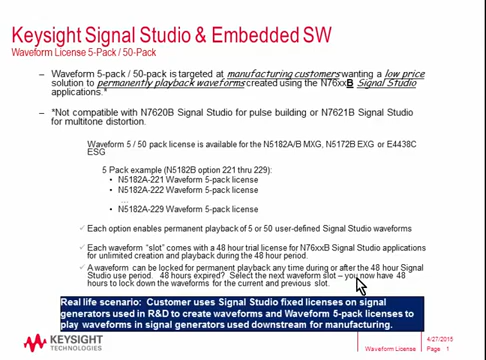 Keysight Signal Studio & Embedded SW
Waveform License 5-Pack / 50-Pack
– Waveform 5-pack / 50-pack is targeted at manufacturing customers wanting a low price
solution to permanently playback waveforms created using the N76xxB Signal Studio
applications.*
– *Not compatible with N7620B Signal Studio for pulse building or N7621B Signal Studio
for multitone distortion.
Waveform 5 / 50 pack license is available for the N5182A/B MXG, N5172B EXG or E4438C
ESG
5 Pack example (N5182B option 221 thru 229):
• N5182A-221 Waveform 5-pack license
• N5182A-222 Waveform 5-pack license
...
• N5182A-229 Waveform 5-pack license
✓ Each option enables permanent playback of 5 or 50 user-defined Signal Studio waveforms
✓ Each waveform "slot" comes with a 48 hour trial license for N76xxB Signal Studio applications
for unlimited creation and playback during the 48 hour period.
✓ A waveform can be locked for permanent playback any time during or after the 48 hour Signal
Studio use period. 48 hours expired? Select the next waveform slot – you now have 48
hours to lock down the waveforms for the current and previous slot.
Real life scenario: Customer uses Signal Studio fixed licenses on signal
generators used in R&D to create waveforms and Waveform 5-pack licenses to
play waveforms in signal generators used downstream for manufacturing.
KEYSIGHT
TECHNOLOGIES
4/27/2015
Waveform License Page 1